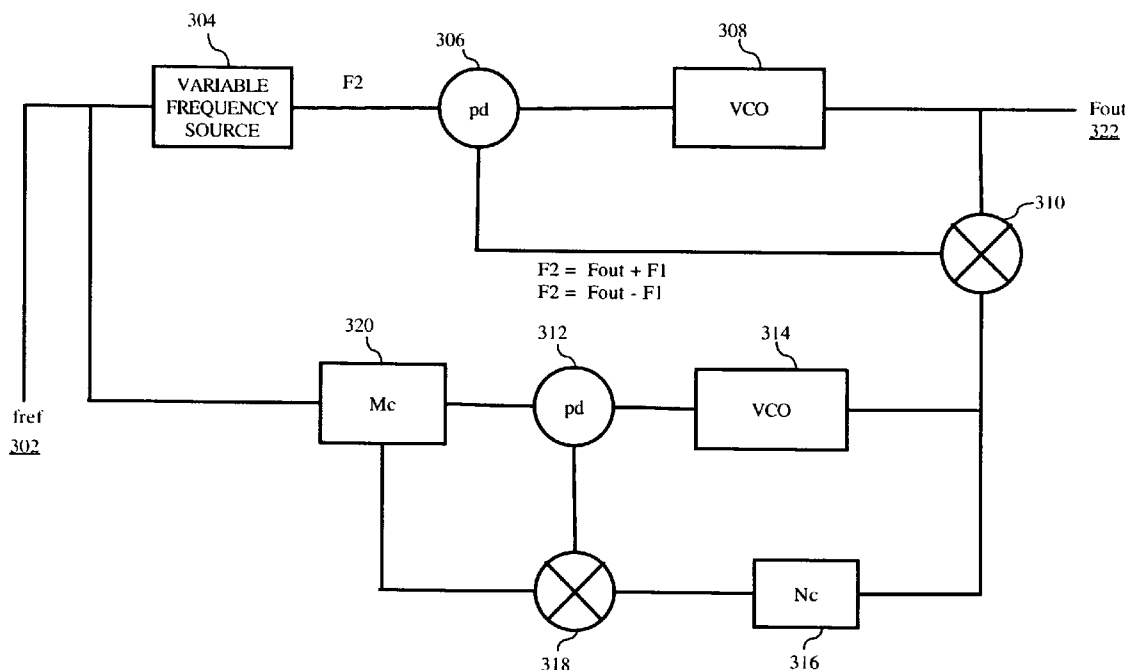 304
306
308
VARIABLE
FREQUENCY
SOURCE
F2
pd
VCO
Fout
322
310
F2 = Fout + F1
F2 = Fout - F1
320
312
314
Mc
pd
VCO
fref
302
Nc
318
316